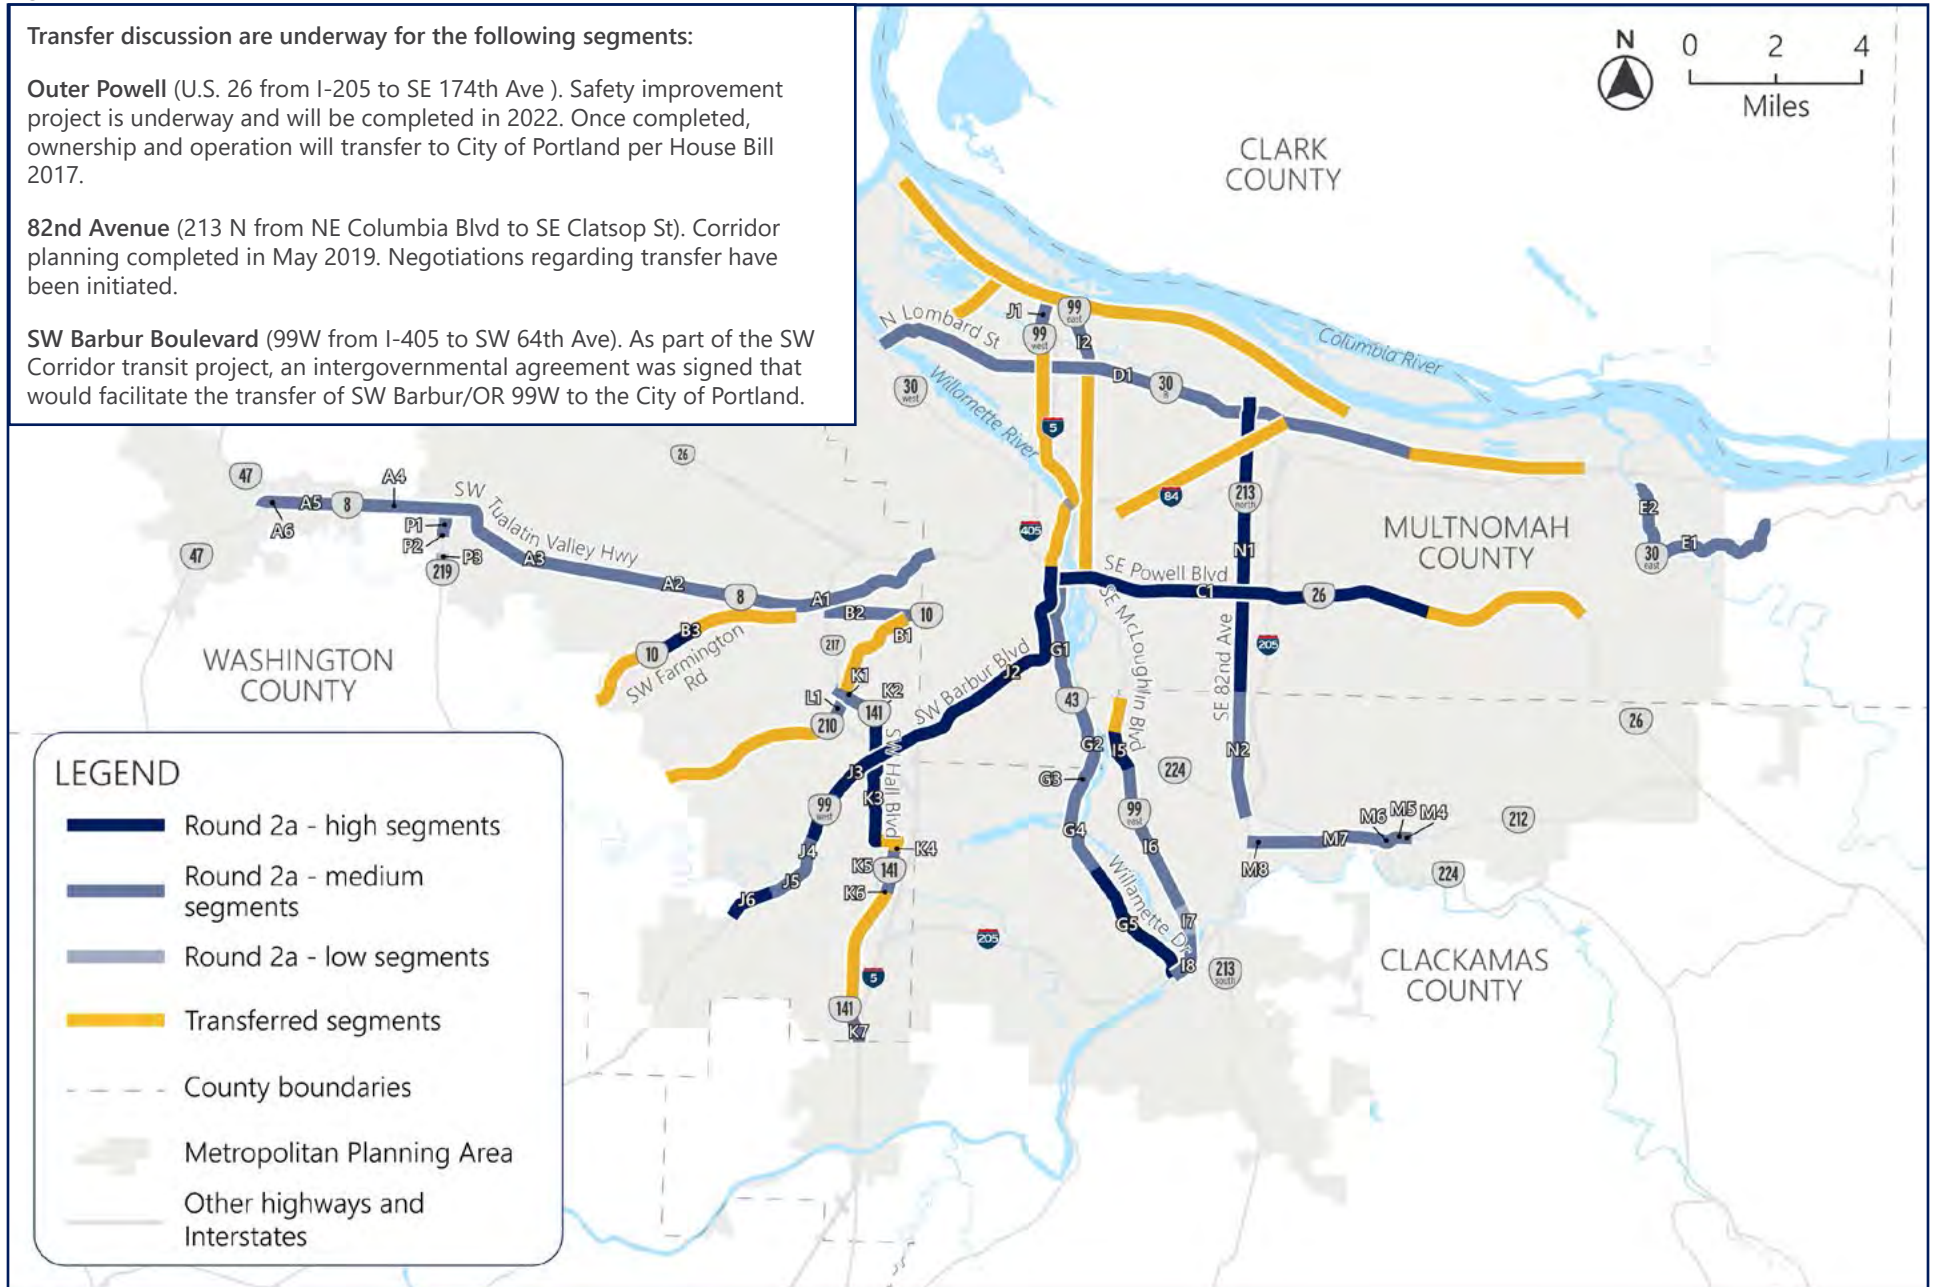 Transfer discussion are underway for the following segments:
Outer Powell (U.S. 26 from I-205 to SE 174th Ave ). Safety improvement
project is underway and will be completed in 2022. Once completed,
ownership and operation will transfer to City of Portland per House Bill
2017.
82nd Avenue (213 N from NE Columbia Blvd to SE Clatsop St). Corridor
planning completed in May 2019. Negotiations regarding transfer have
been initiated.
SW Barbur Boulevard (99W from I-405 to SW 64th Ave). As part of the SW
Corridor transit project, an intergovernmental agreement was signed that
would facilitate the transfer of SW Barbur/OR 99W to the City of Portland.
N
0 2 4
Miles
CLARK
COUNTY
J1
99
east
99
west
I2
N Lombard St
Columbia River
D1
30
30
west
Willamette River
5
26
47
A4
A5
8
A6
SW Tualatin Valley Hwy
P1
P2
P3
219
47
A3
A2
8
A1
84
213
north
405
N1
MULTNOMAH
COUNTY
E2
E1
30
east
SE Powell Blvd
C1
26
B2
10
B1
B3
10
217
SW Farmington
Rd
WASHINGTON
COUNTY
K1
K2
L1
141
210
SW Barbur Blvd
J2
G1
SE McLoughlin Blvd
SE 82nd Ave
205
43
26
G2
I5
N2
G3
224
SW Hall Blvd
J3
K3
99
west
99
east
G4
I6
M6
M5
M4
212
M7
M8
224
J4
K4
K5
141
J5
K6
J6
Willamette Dr
G5
I7
205
I8
213
south
CLACKAMAS
COUNTY
5
141
K7
LEGEND
Round 2a - high segments
Round 2a - medium
segments
Round 2a - low segments
Transferred segments
County boundaries
Metropolitan Planning Area
Other highways and
Interstates